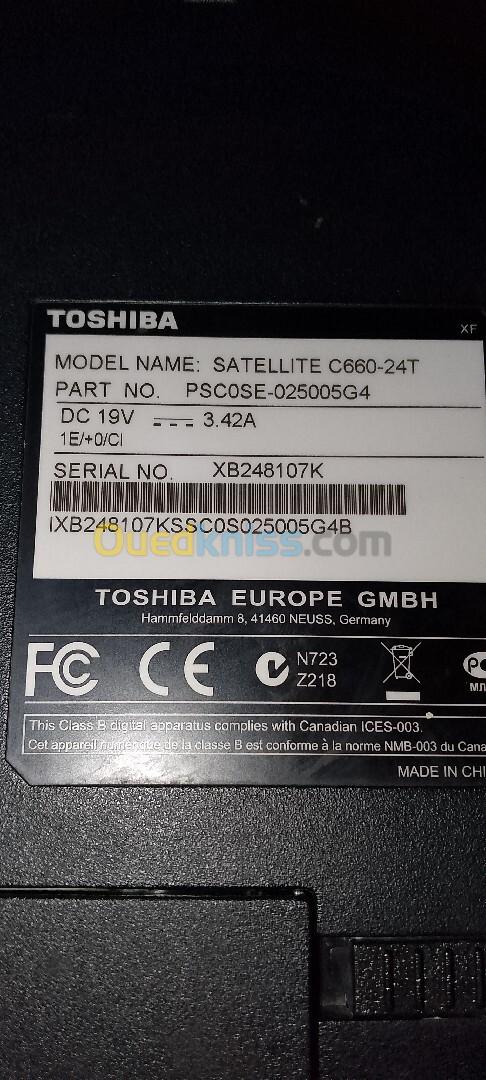 TOSHIBA
XF
MODEL NAME: SATELLITE C660-24T
PART NO. PSC0SE-025005G4
DC 19V 3.42A
1E/+0/CI
SERIAL NO. XB248107K
IXB248107KSSC0S025005G4B
Ouedkniss.com
TOSHIBA EUROPE GMBH
Hammfelddamm 8, 41460 NEUSS, Germany
FC CE N723
Z218
PC
МЛ
This Class B digital apparatus complies with Canadian ICES-003.
Cet appareil numérique de la classe B est conforme à la norme NMB-003 du Cana
MADE IN CHI